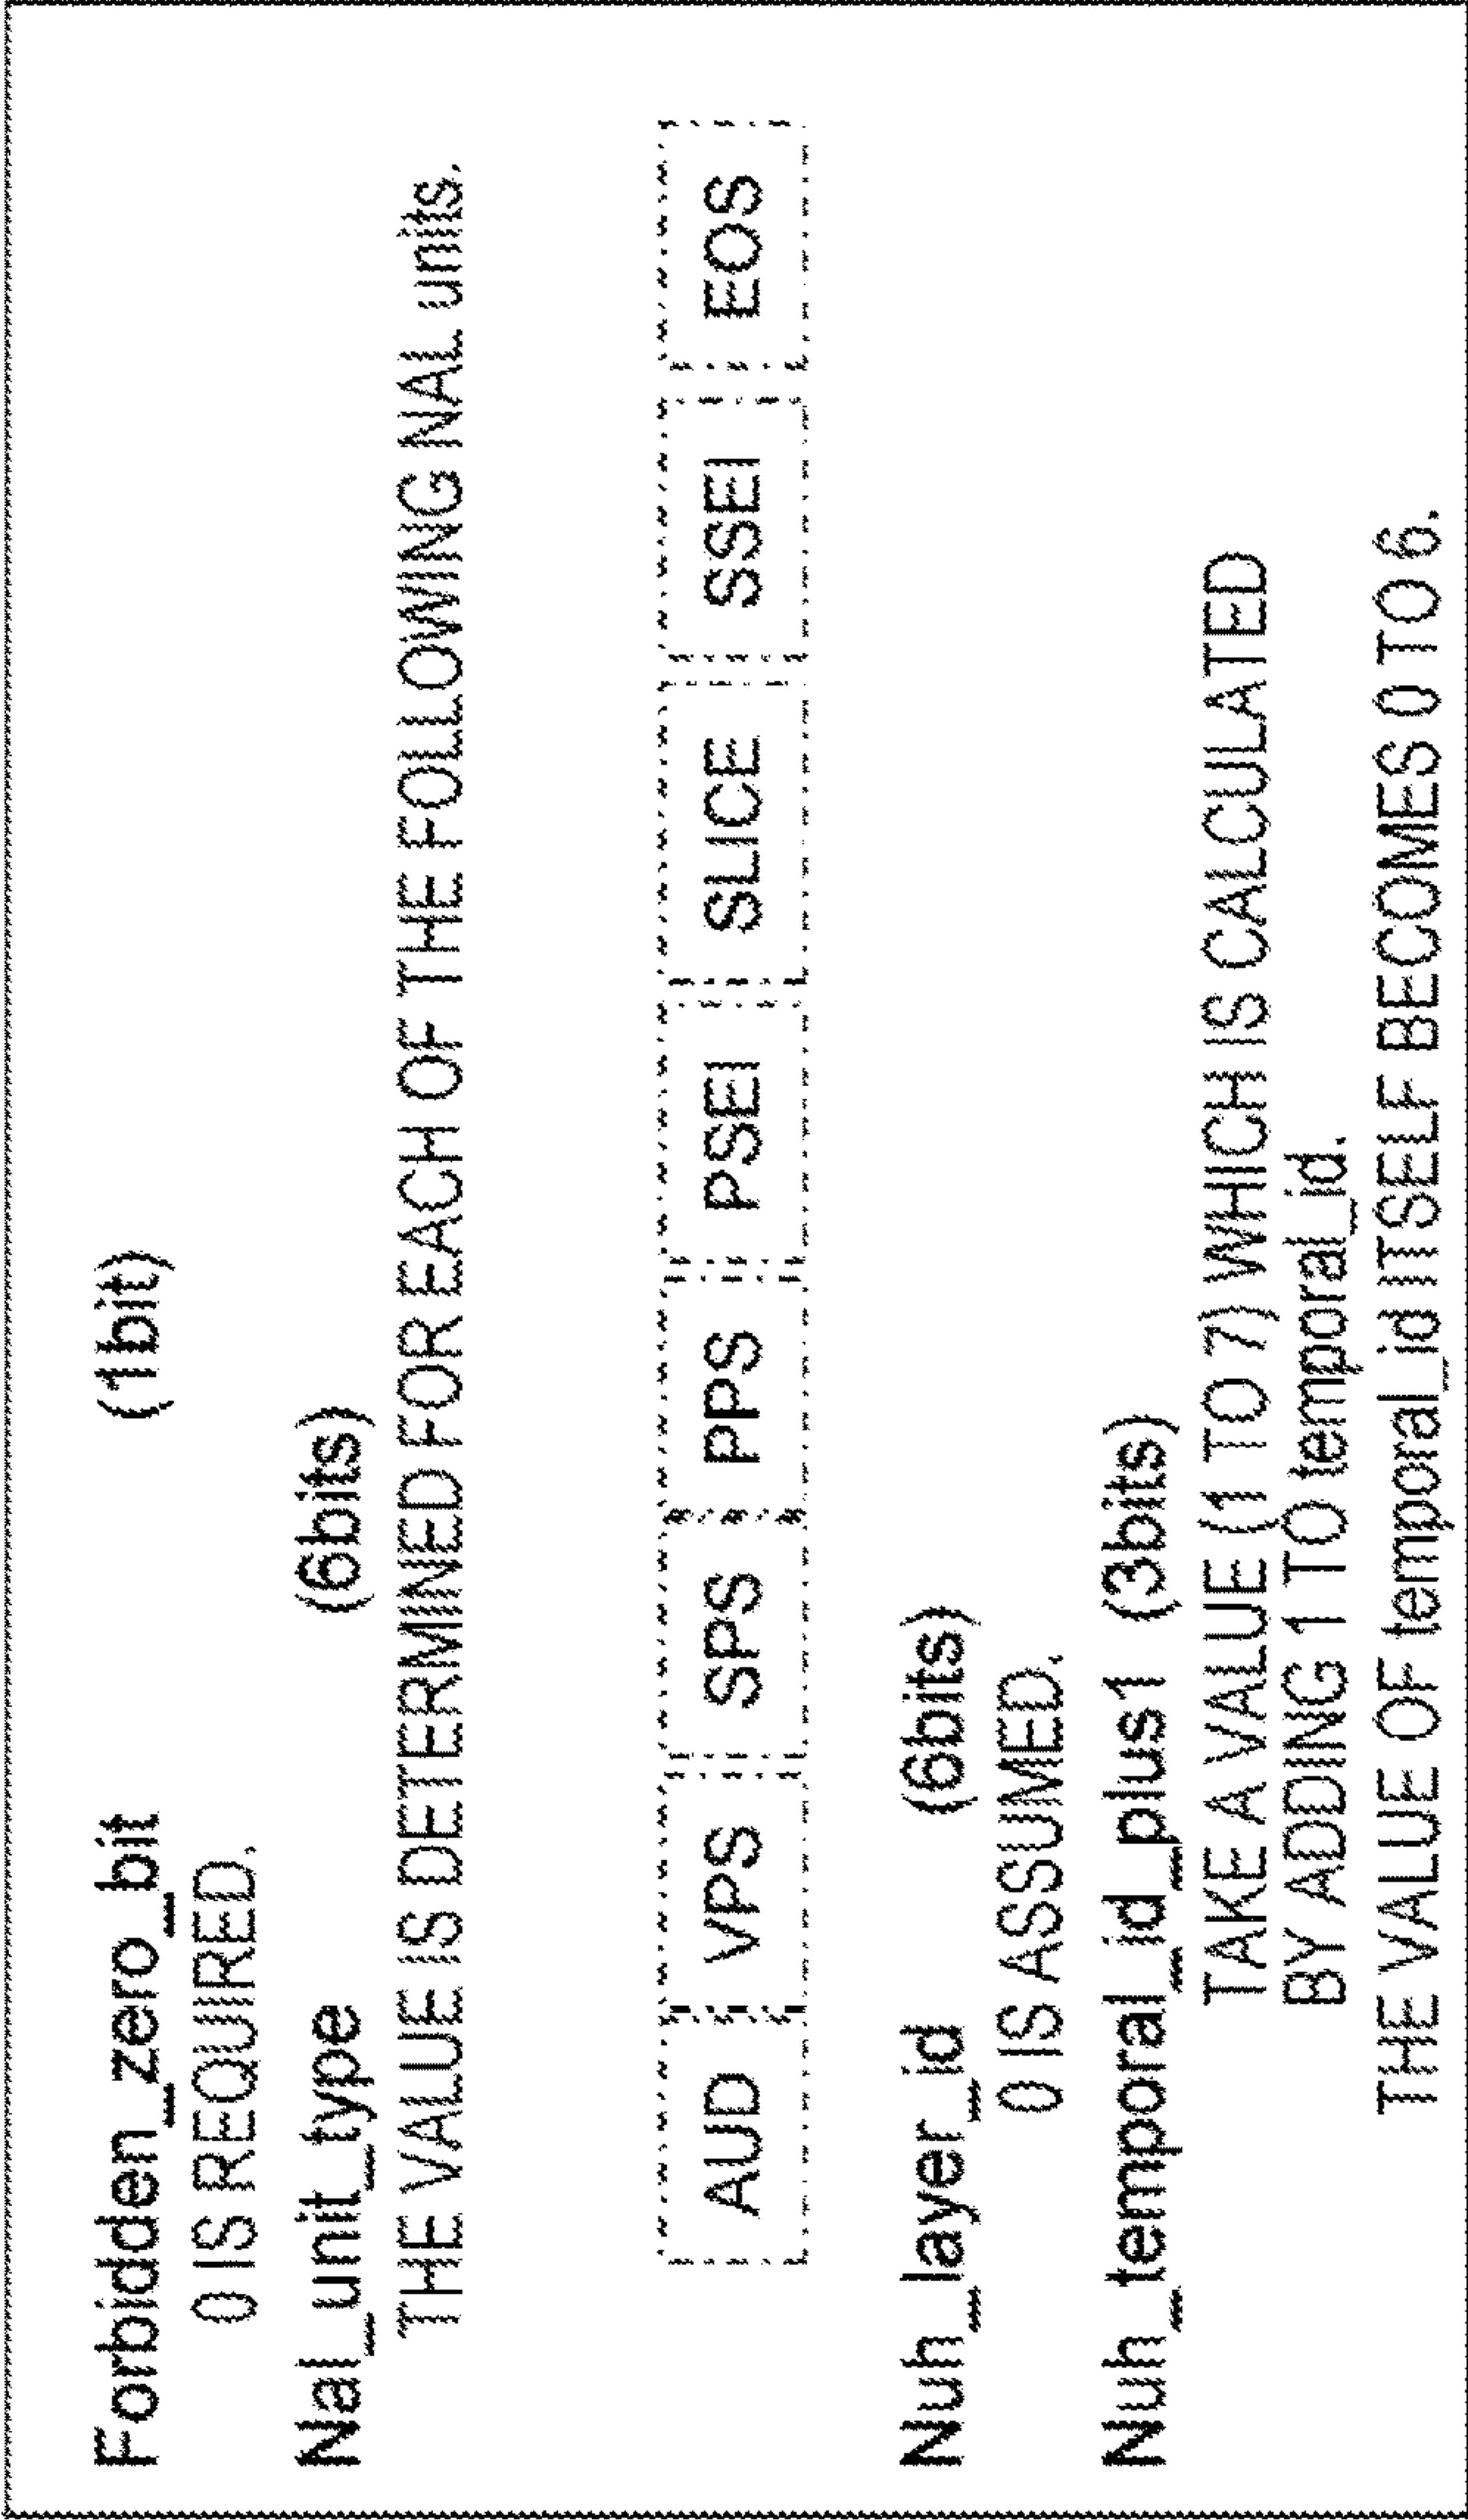 Forbidden_zero_bit (1bit)
0 IS REQUIRED.
Nal_unit_type (6bits)
THE VALUE IS DETERMINED FOR EACH OF THE FOLLOWING NAL units.
AUD VPS SPS PPS PSEI SLICE SSEI EOS
Nuh_layer_id (6bits)
0 IS ASSUMED.
Nuh_temporal_id_plus1 (3bits)
TAKE A VALUE (1 TO 7) WHICH IS CALCULATED
BY ADDING 1 TO temporal_id.
THE VALUE OF temporal_id ITSELF BECOMES 0 TO 6.